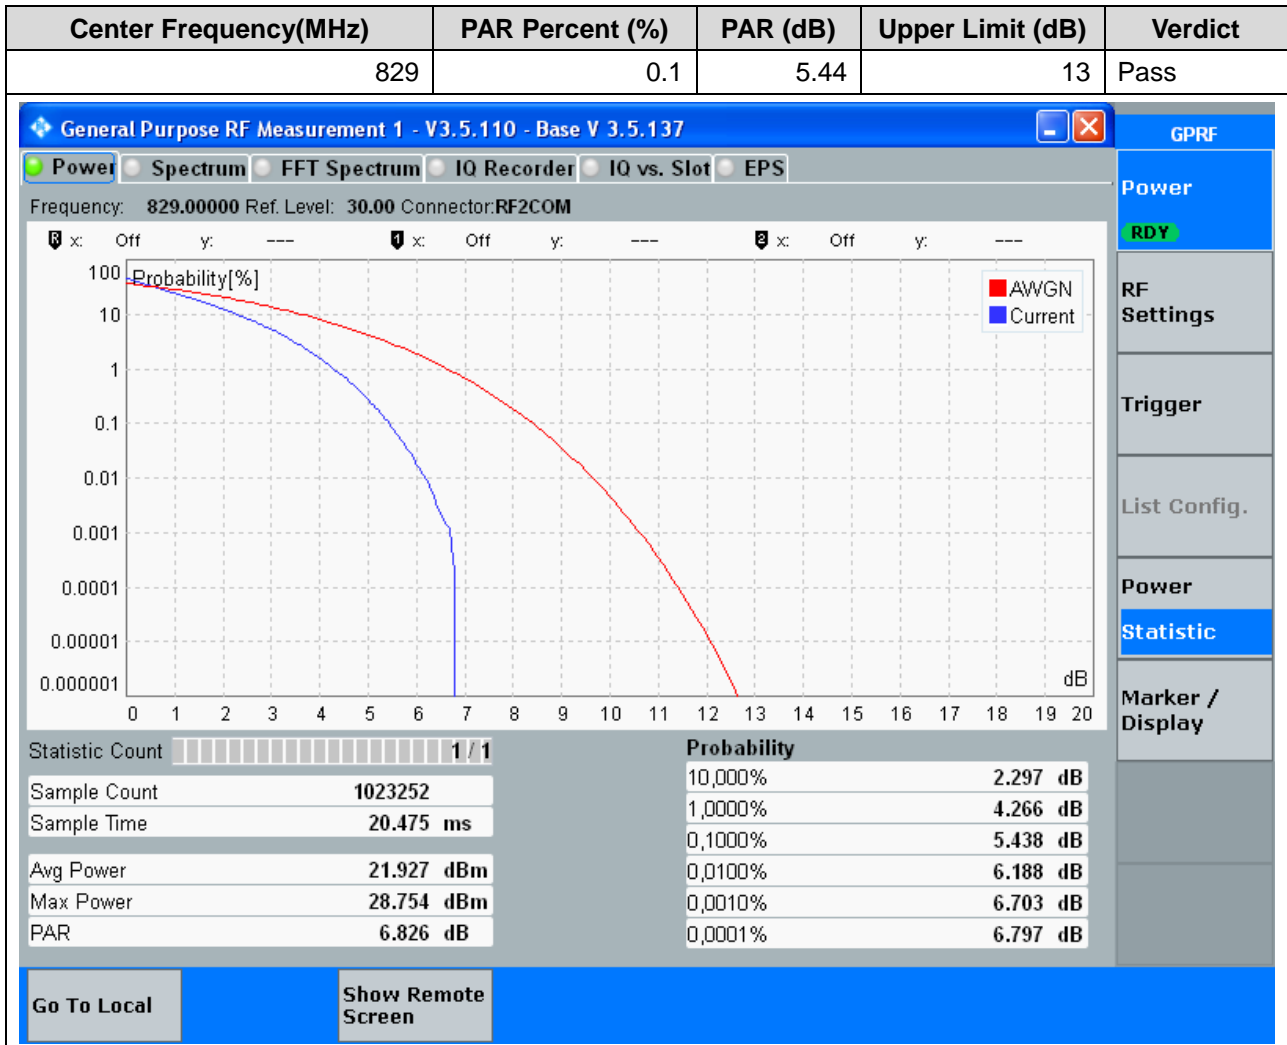 Center Frequency(MHz) PAR Percent (%) PAR (dB) Upper Limit (dB) Verdict
829 0.1 5.44 13 Pass
General Purpose RF Measurement 1 - V3.5.110 - Base V 3.5.137
GPRF
Power Spectrum FFT Spectrum IQ Recorder IQ vs. Slot EPS
Power
RDY
Frequency: 829.00000 Ref. Level: 30.00 Connector:RF2COM
R x: Off y: --- 1 x: Off y: --- 2 x: Off y: ---
Probability[%]
100
10
1
0.1
0.01
0.001
0.0001
0.00001
0.000001
AWGN
Current
dB
0 1 2 3 4 5 6 7 8 9 10 11 12 13 14 15 16 17 18 19 20
RF
Settings
Trigger
List Config.
Power
Statistic
Marker /
Display
Statistic Count 1 / 1
Sample Count 1023252
Sample Time 20.475 ms
Avg Power 21.927 dBm
Max Power 28.754 dBm
PAR 6.826 dB
Probability
10,000% 2.297 dB
1,0000% 4.266 dB
0,1000% 5.438 dB
0,0100% 6.188 dB
0,0010% 6.703 dB
0,0001% 6.797 dB
Go To Local
Show Remote
Screen